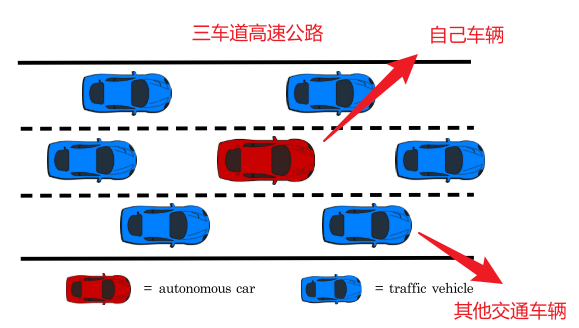 三车道高速公路
自己车辆
= autonomous car
= traffic vehicle
其他交通车辆